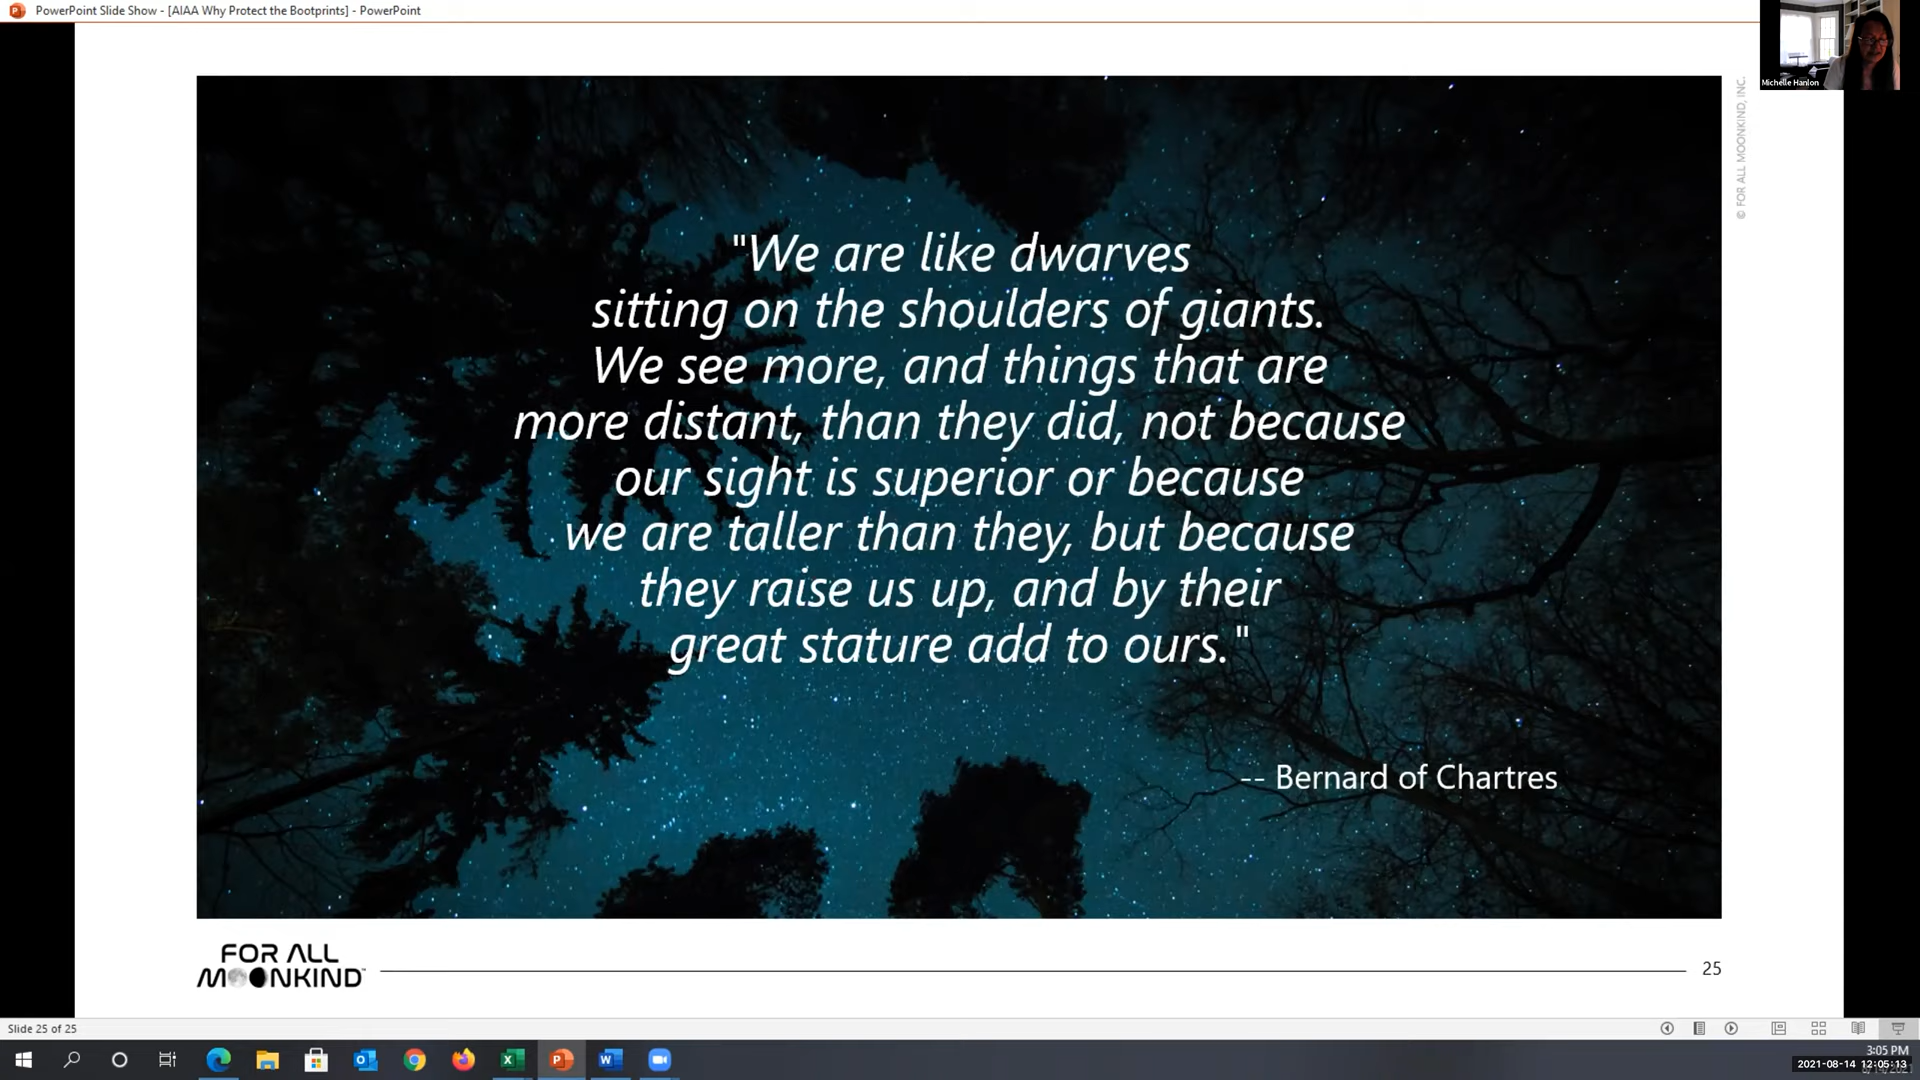 PowerPoint Slide Show - [AIAA Why Protect the Bootprints] - PowerPoint
Michelle Hanlon
© FOR ALL MOONKIND, INC.
"We are like dwarves
sitting on the shoulders of giants.
We see more, and things that are
more distant, than they did, not because
our sight is superior or because
we are taller than they, but because
they raise us up, and by their
great stature add to ours."
-- Bernard of Chartres
FOR ALL
MOONKIND
25
Slide 25 of 25
3:05 PM
2021-08-14 12:05:13